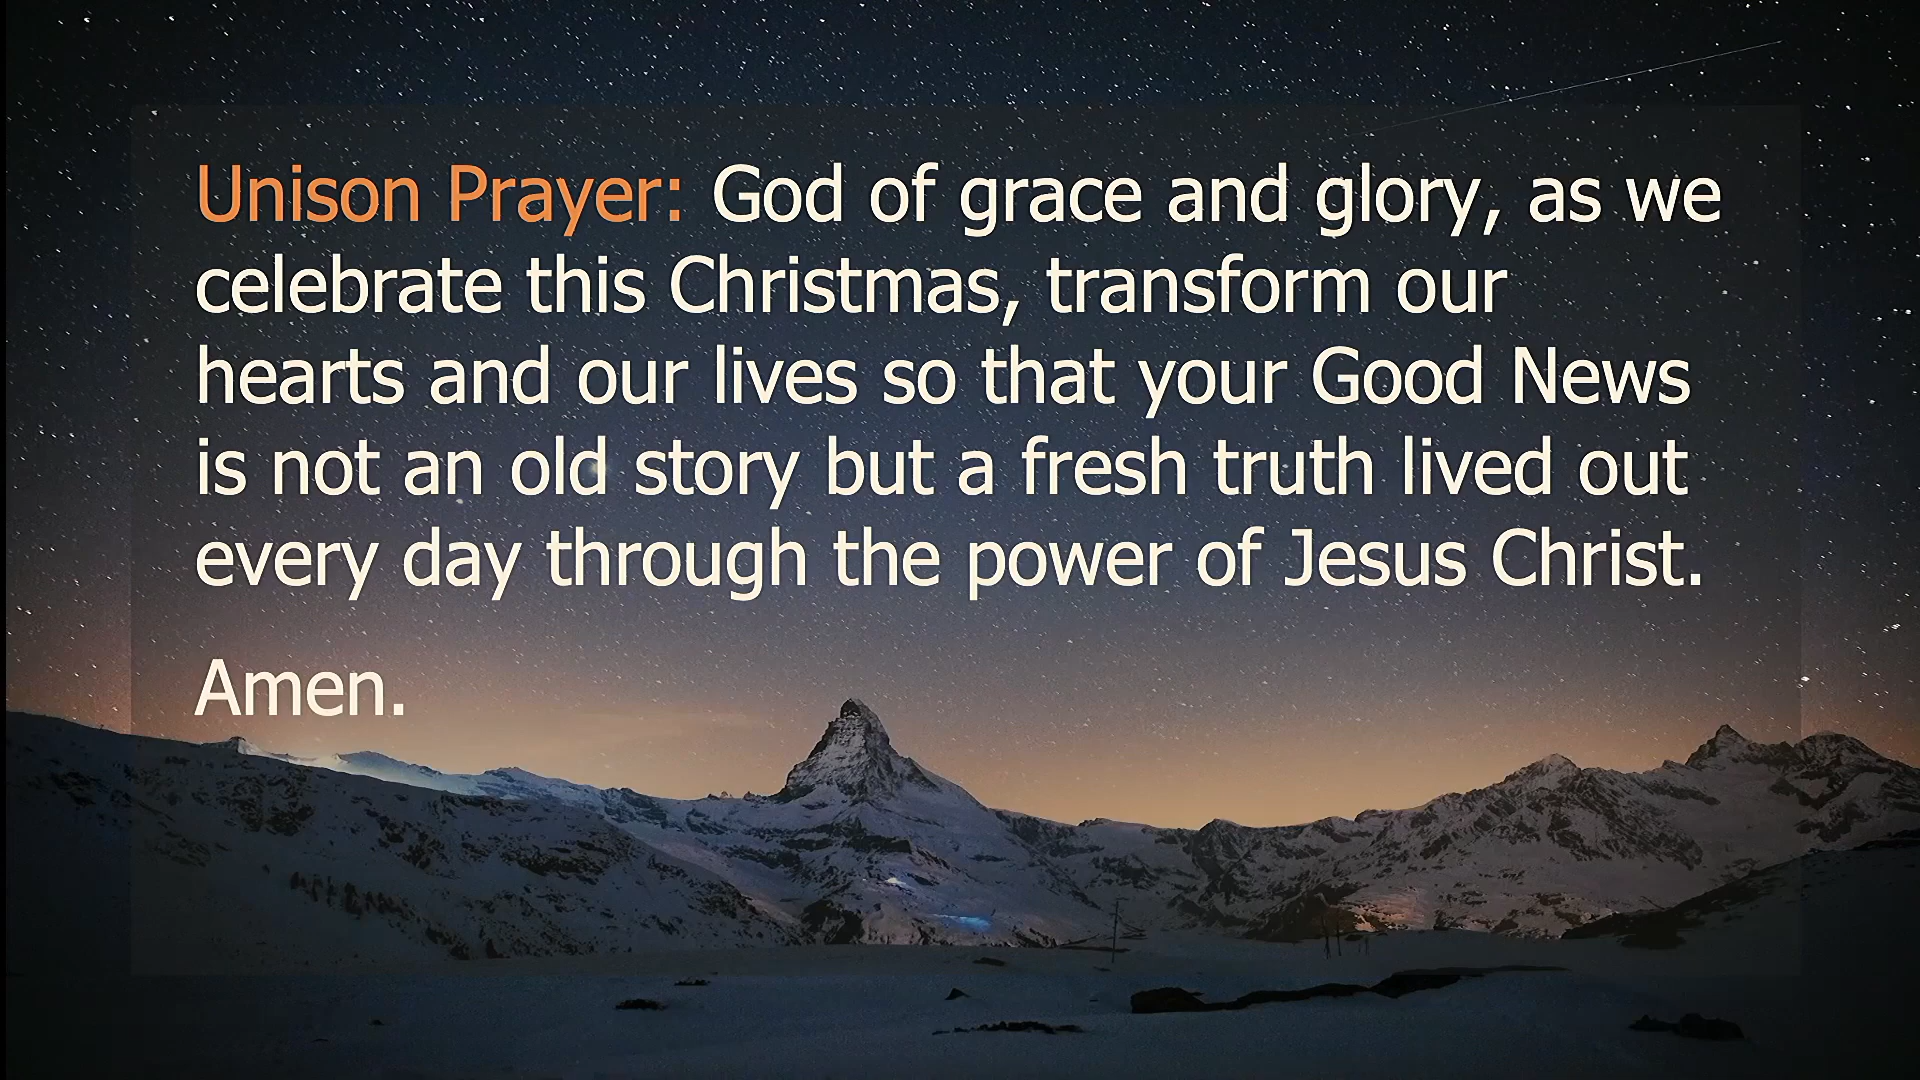 Unison Prayer: God of grace and glory, as we
celebrate this Christmas, transform our
hearts and our lives so that your Good News
is not an old story but a fresh truth lived out
every day through the power of Jesus Christ.
Amen.